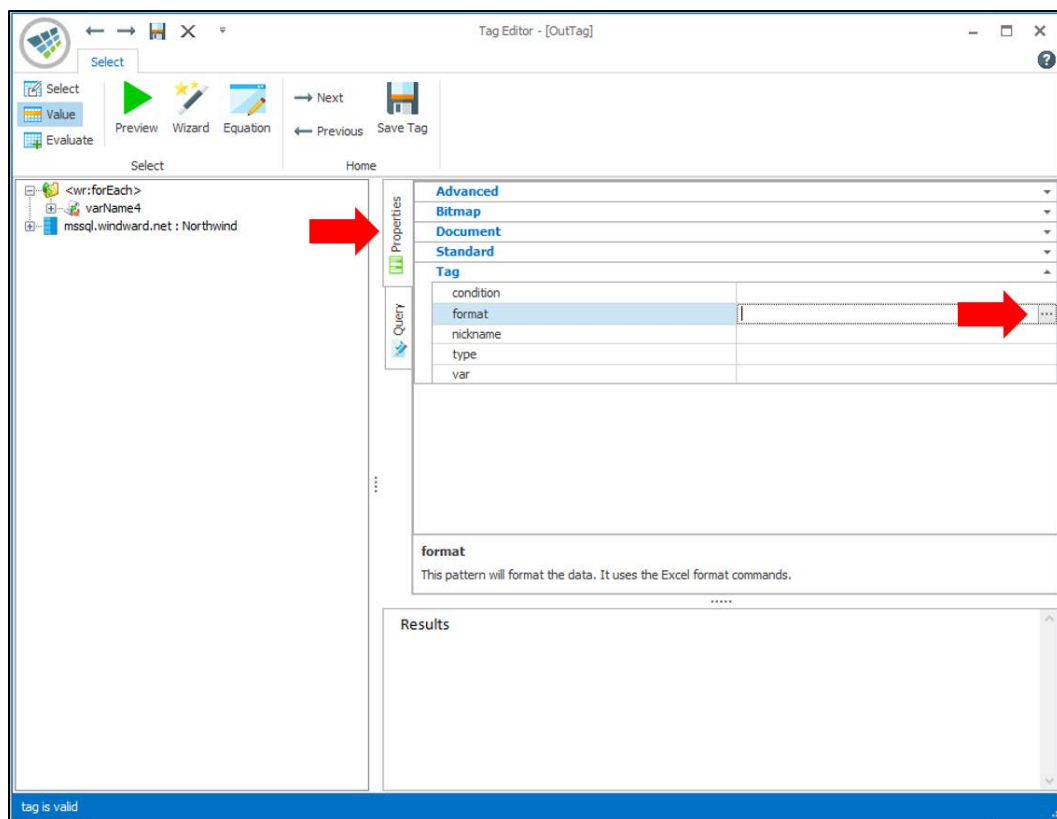 Tag Editor - [OutTag]
Select
Select
Value
Evaluate
Preview
Wizard
Equation
Next
Previous
Save Tag
Select
Home
<wr:forEach>
varName4
mssql.windward.net : Northwind
Properties
Query
Advanced
Bitmap
Document
Standard
Tag
condition
format
nickname
type
var
format
This pattern will format the data. It uses the Excel format commands.
Results
tag is valid